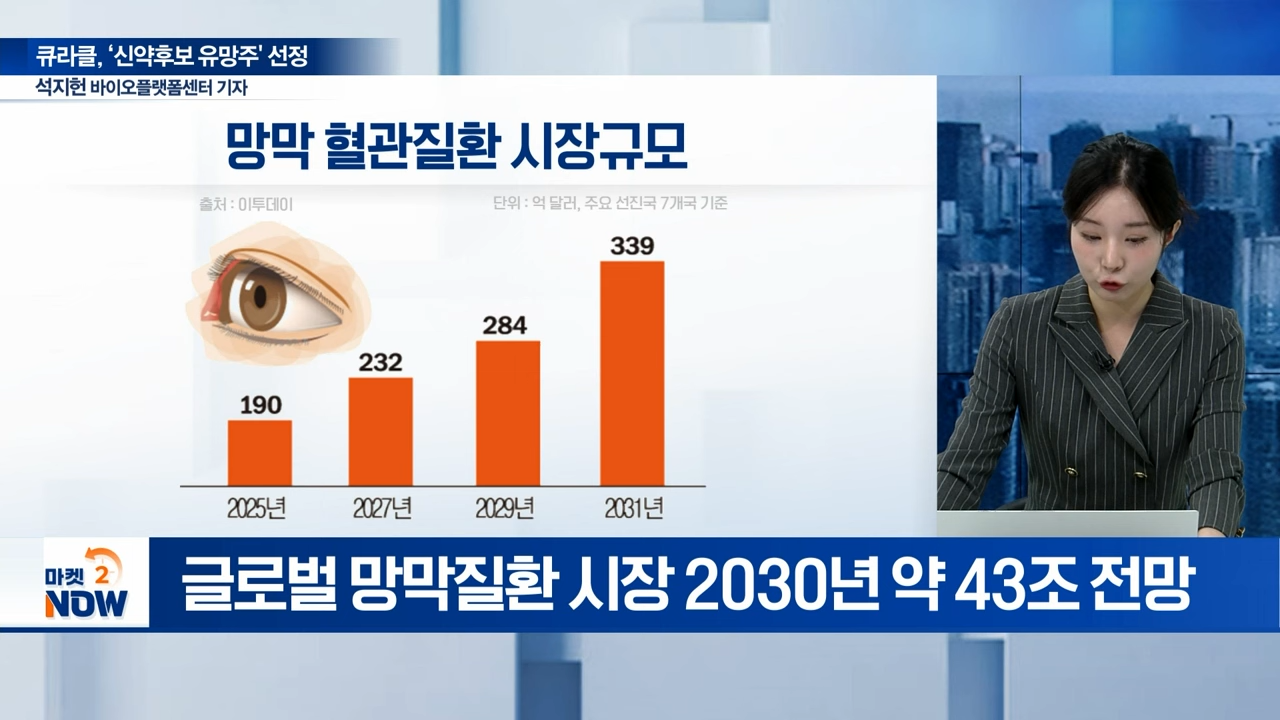 큐라클, ‘신약후보 유망주' 선정
석지헌 바이오플랫폼센터 기자
망막 혈관질환 시장규모
출처 : 이투데이
단위 : 억 달러, 주요 선진국 7개국 기준
190
232
284
339
2025년
2027년
2029년
2031년
마켓 2
NOW
글로벌 망막질환 시장 2030년 약 43조 전망